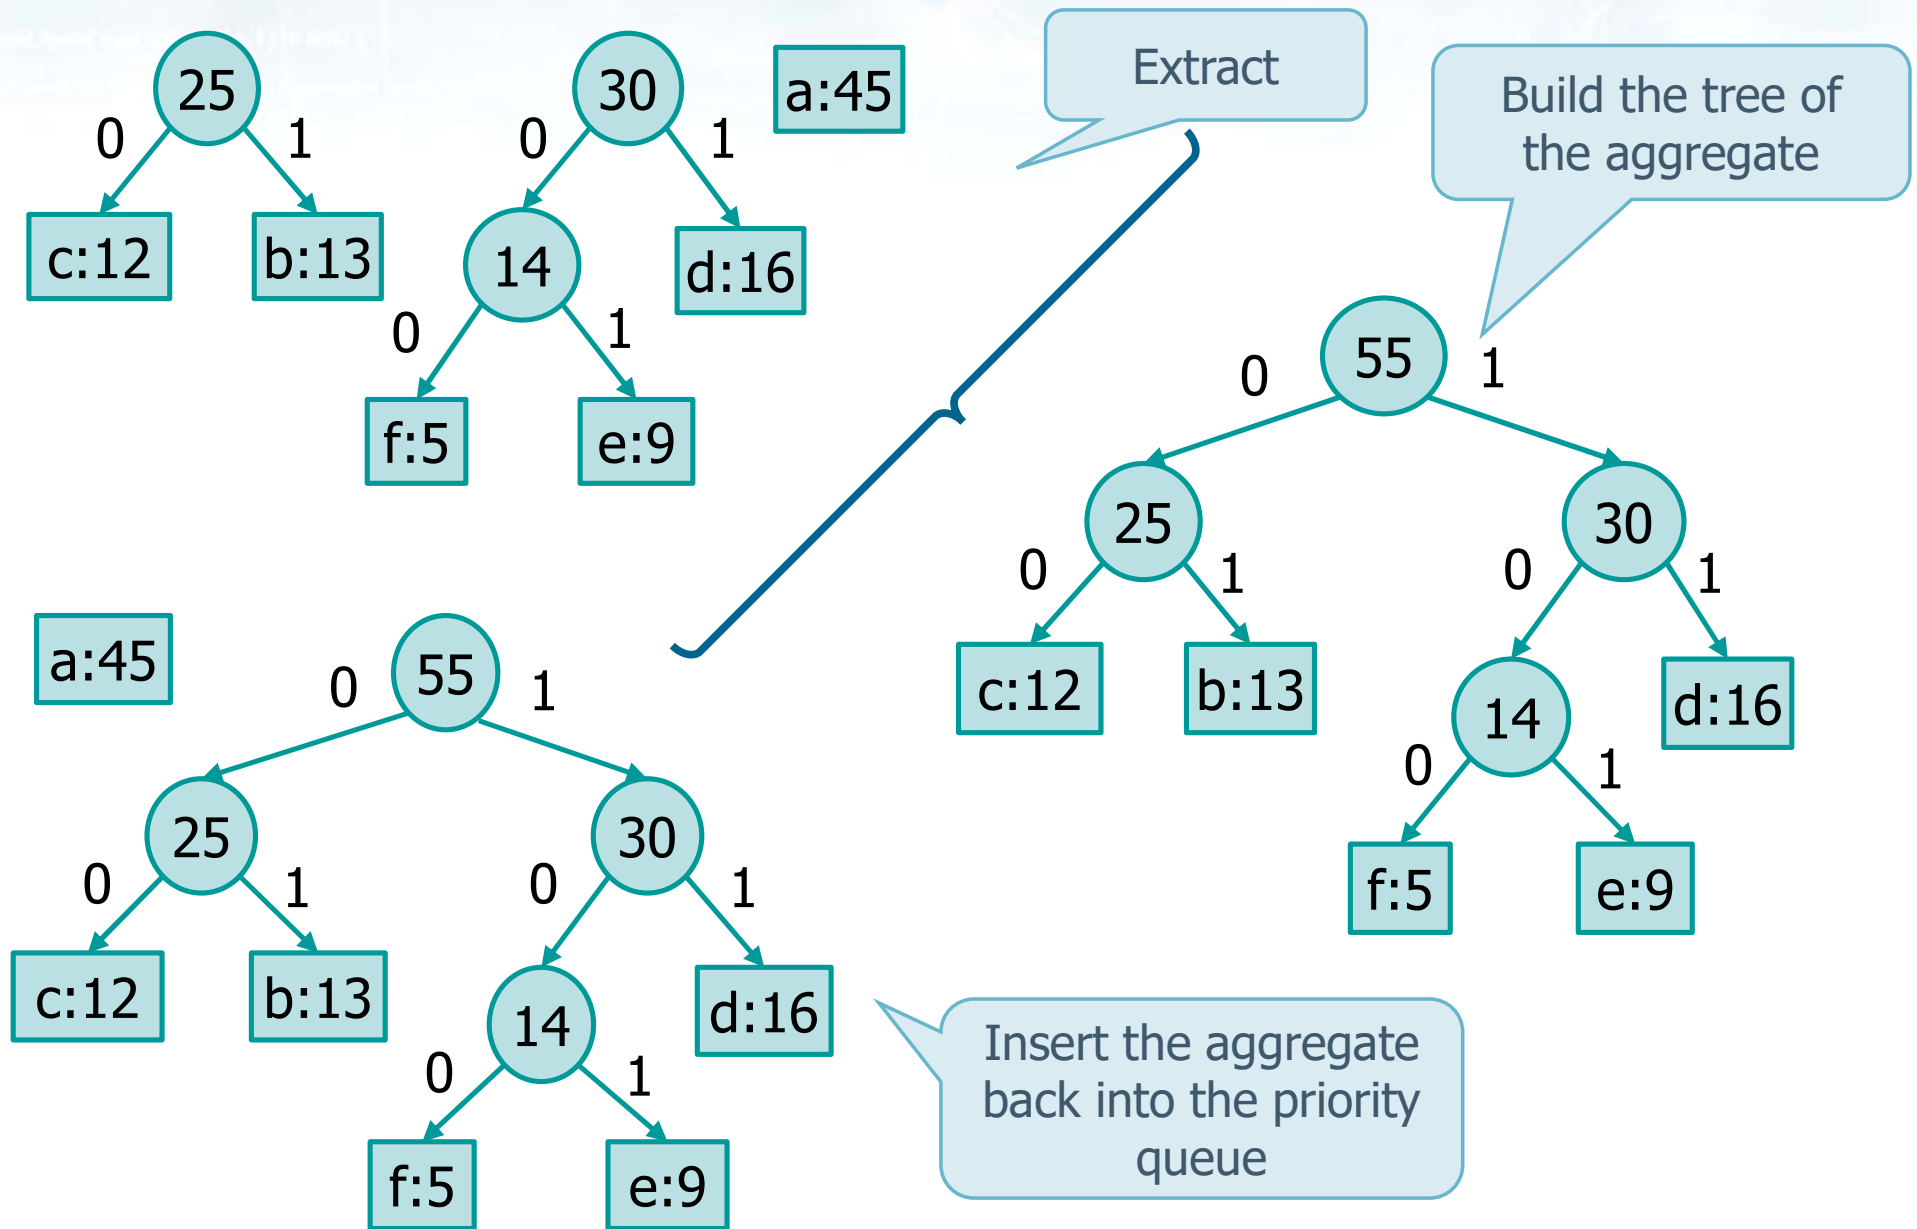 25
0
1
c:12
b:13
30
0
1
14
d:16
0
1
f:5
e:9
a:45
Extract
Build the tree of
the aggregate
55
0
1
25
30
0
1
0
1
c:12
b:13
14
d:16
0
1
f:5
e:9
a:45
55
0
1
25
30
0
1
0
1
c:12
b:13
14
d:16
0
1
f:5
e:9
Insert the aggregate
back into the priority
queue